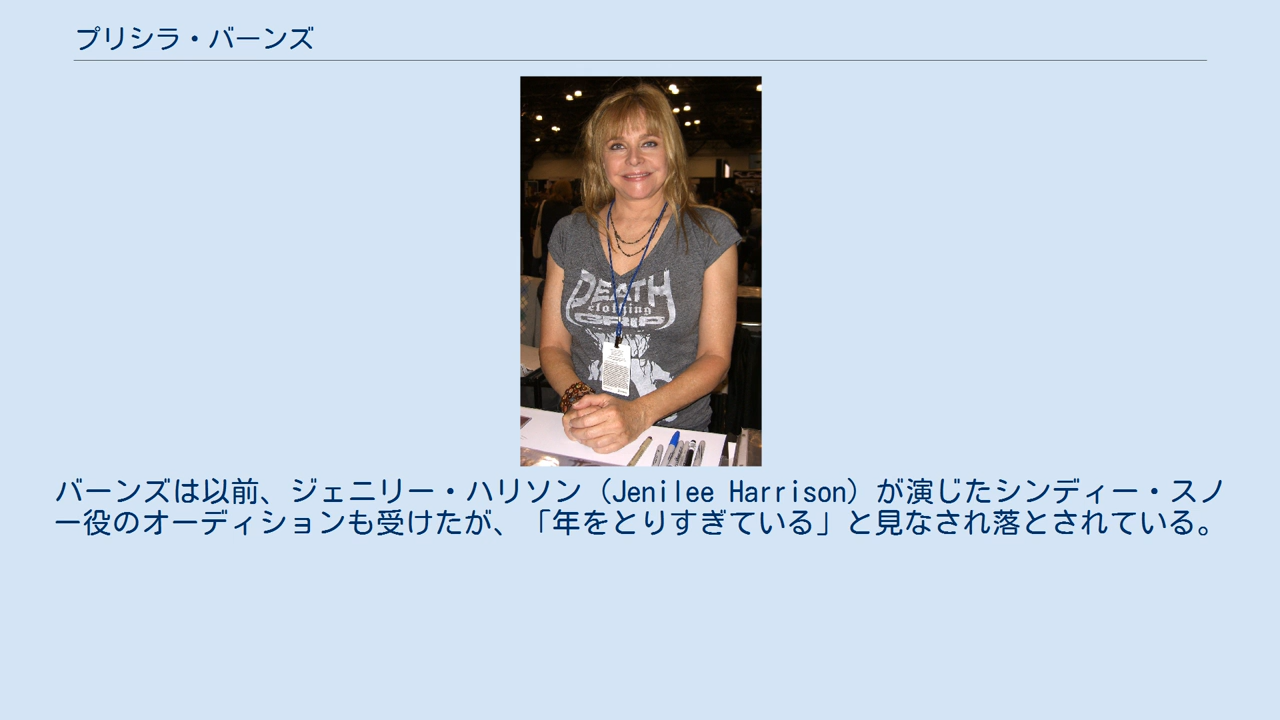 プリシラ・バーンズ
DEATH
clothing
GRIP
バーンズは以前、ジェニリー・ハリソン（Jenilee Harrison）が演じたシンディー・スノ
ー役のオーディションも受けたが、「年をとりすぎている」と見なされ落とされている。